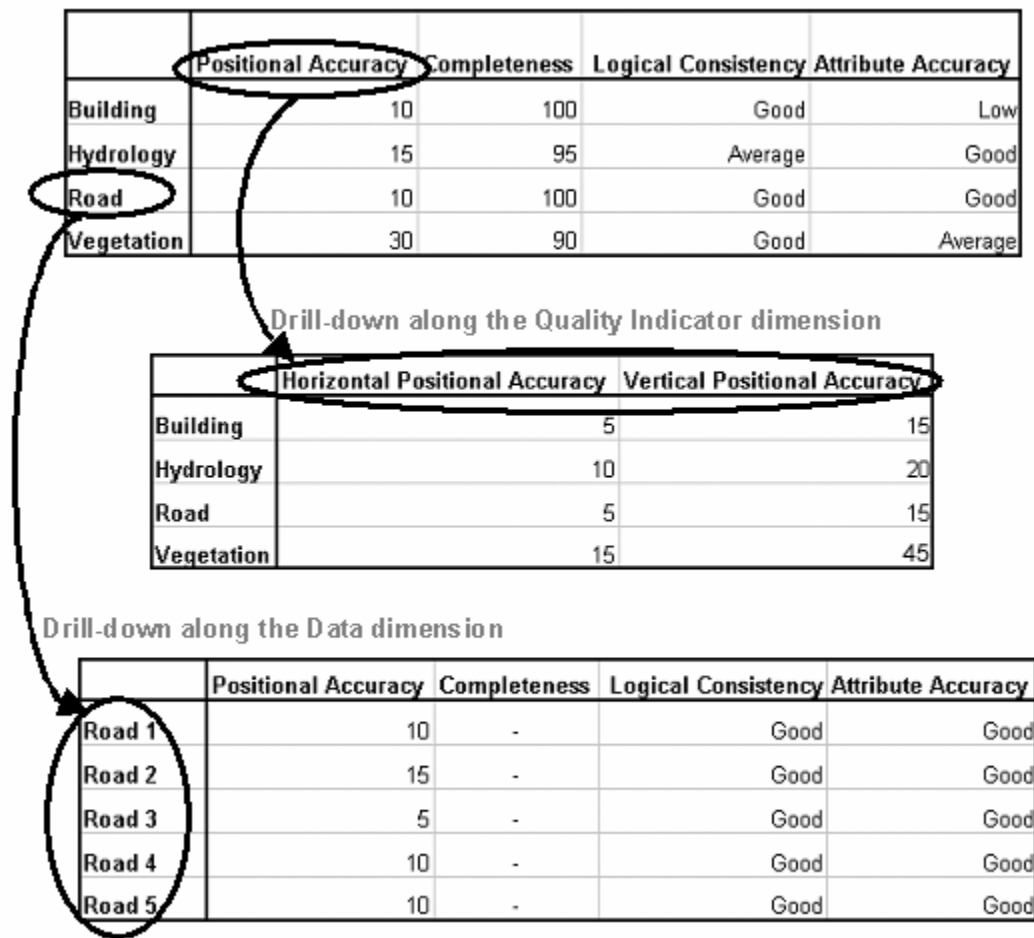 Positional Accuracy Completeness Logical Consistency Attribute Accuracy
Building 10 100 Good Low
Hydrology 15 95 Average Good
Road 10 100 Good Good
Vegetation 30 90 Good Average
Drill-down along the Quality Indicator dimension
Horizontal Positional Accuracy Vertical Positional Accuracy
Building 5 15
Hydrology 10 20
Road 5 15
Vegetation 15 45
Drill-down along the Data dimension
Positional Accuracy Completeness Logical Consistency Attribute Accuracy
Road 1 10 - Good Good
Road 2 15 - Good Good
Road 3 5 - Good Good
Road 4 10 - Good Good
Road 5 10 - Good Good